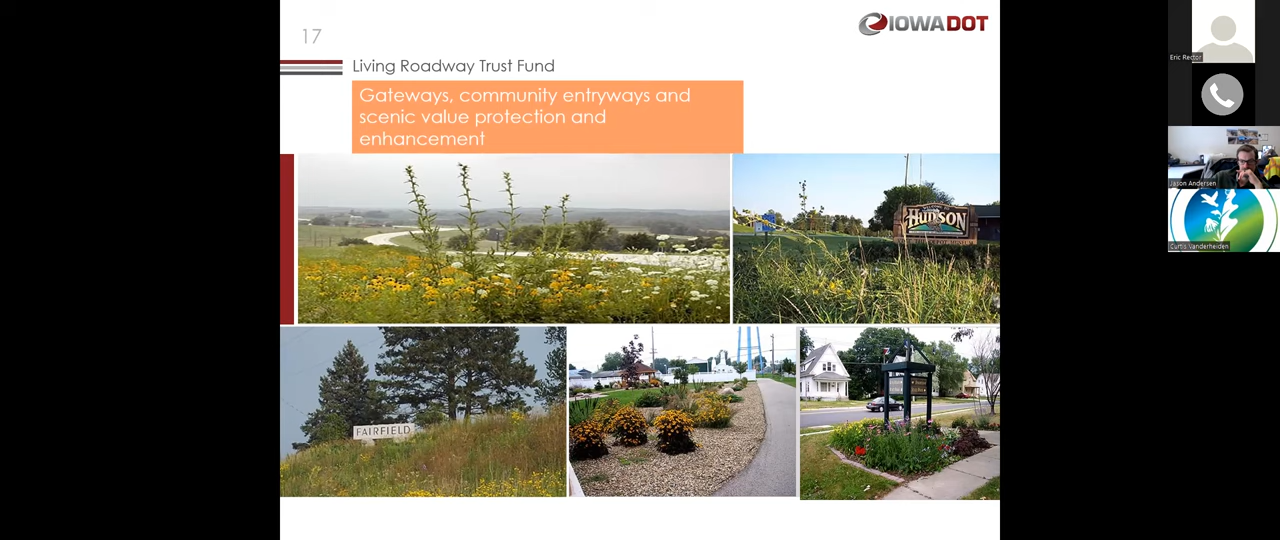 17
IOWADOT
Living Roadway Trust Fund
Gateways, community entryways and
scenic value protection and
enhancement
HUDSON
FAIRFIELD
Eric Rector
Jason Andersen
Curtis Vanderheiden